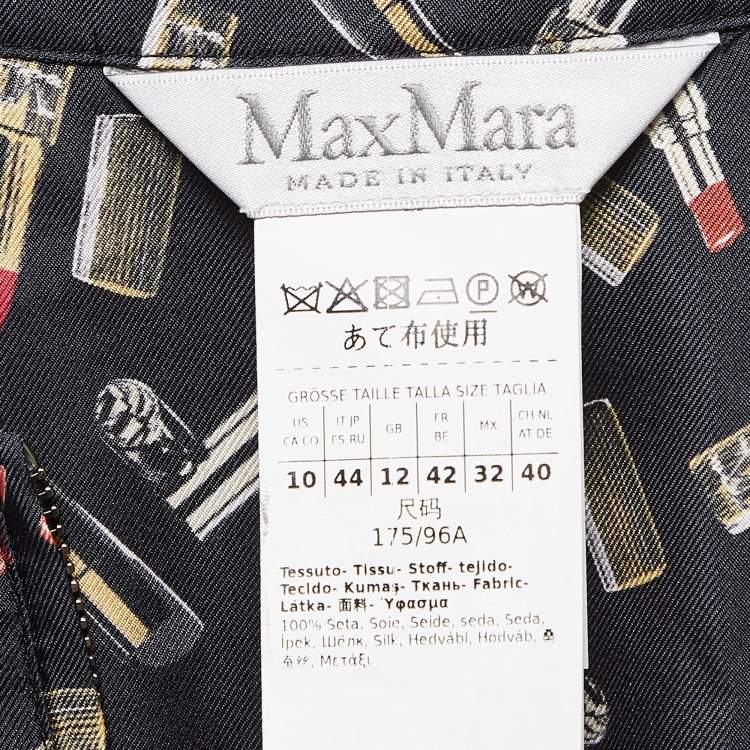 MaxMara
MADE IN ITALY
P W
あて布使用
GRÖSSE TAILLE TALLA SIZE TAGLIA
US CA CO IT JP ES RU GB FR BE MX CH NL AT DE
10 44 12 42 32 40
尺码
175/96A
Tessuto- Tissu- Stoff- tejido-
Tecido- Kumaş- Ткань- Fabric-
Látka- 面料- Ύφασμα
100% Seta, Soie, Seide, seda, Seda,
İpek, Шёлк, Silk, Hedvábí, Hodváb, 桑
蚕丝, Μετάξι